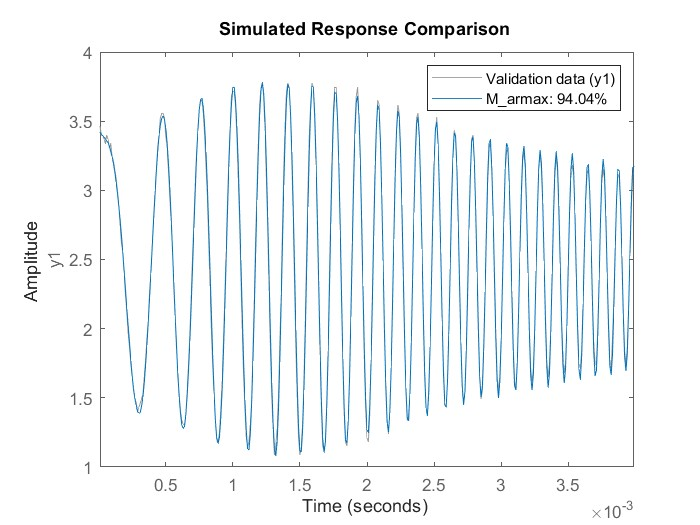 Simulated Response Comparison
Validation data (y1)
M_armax: 94.04%
Amplitude
y1
4
3.5
3
2.5
2
1.5
1
0.5
1
1.5
2
2.5
3
3.5
Time (seconds)
×10-3